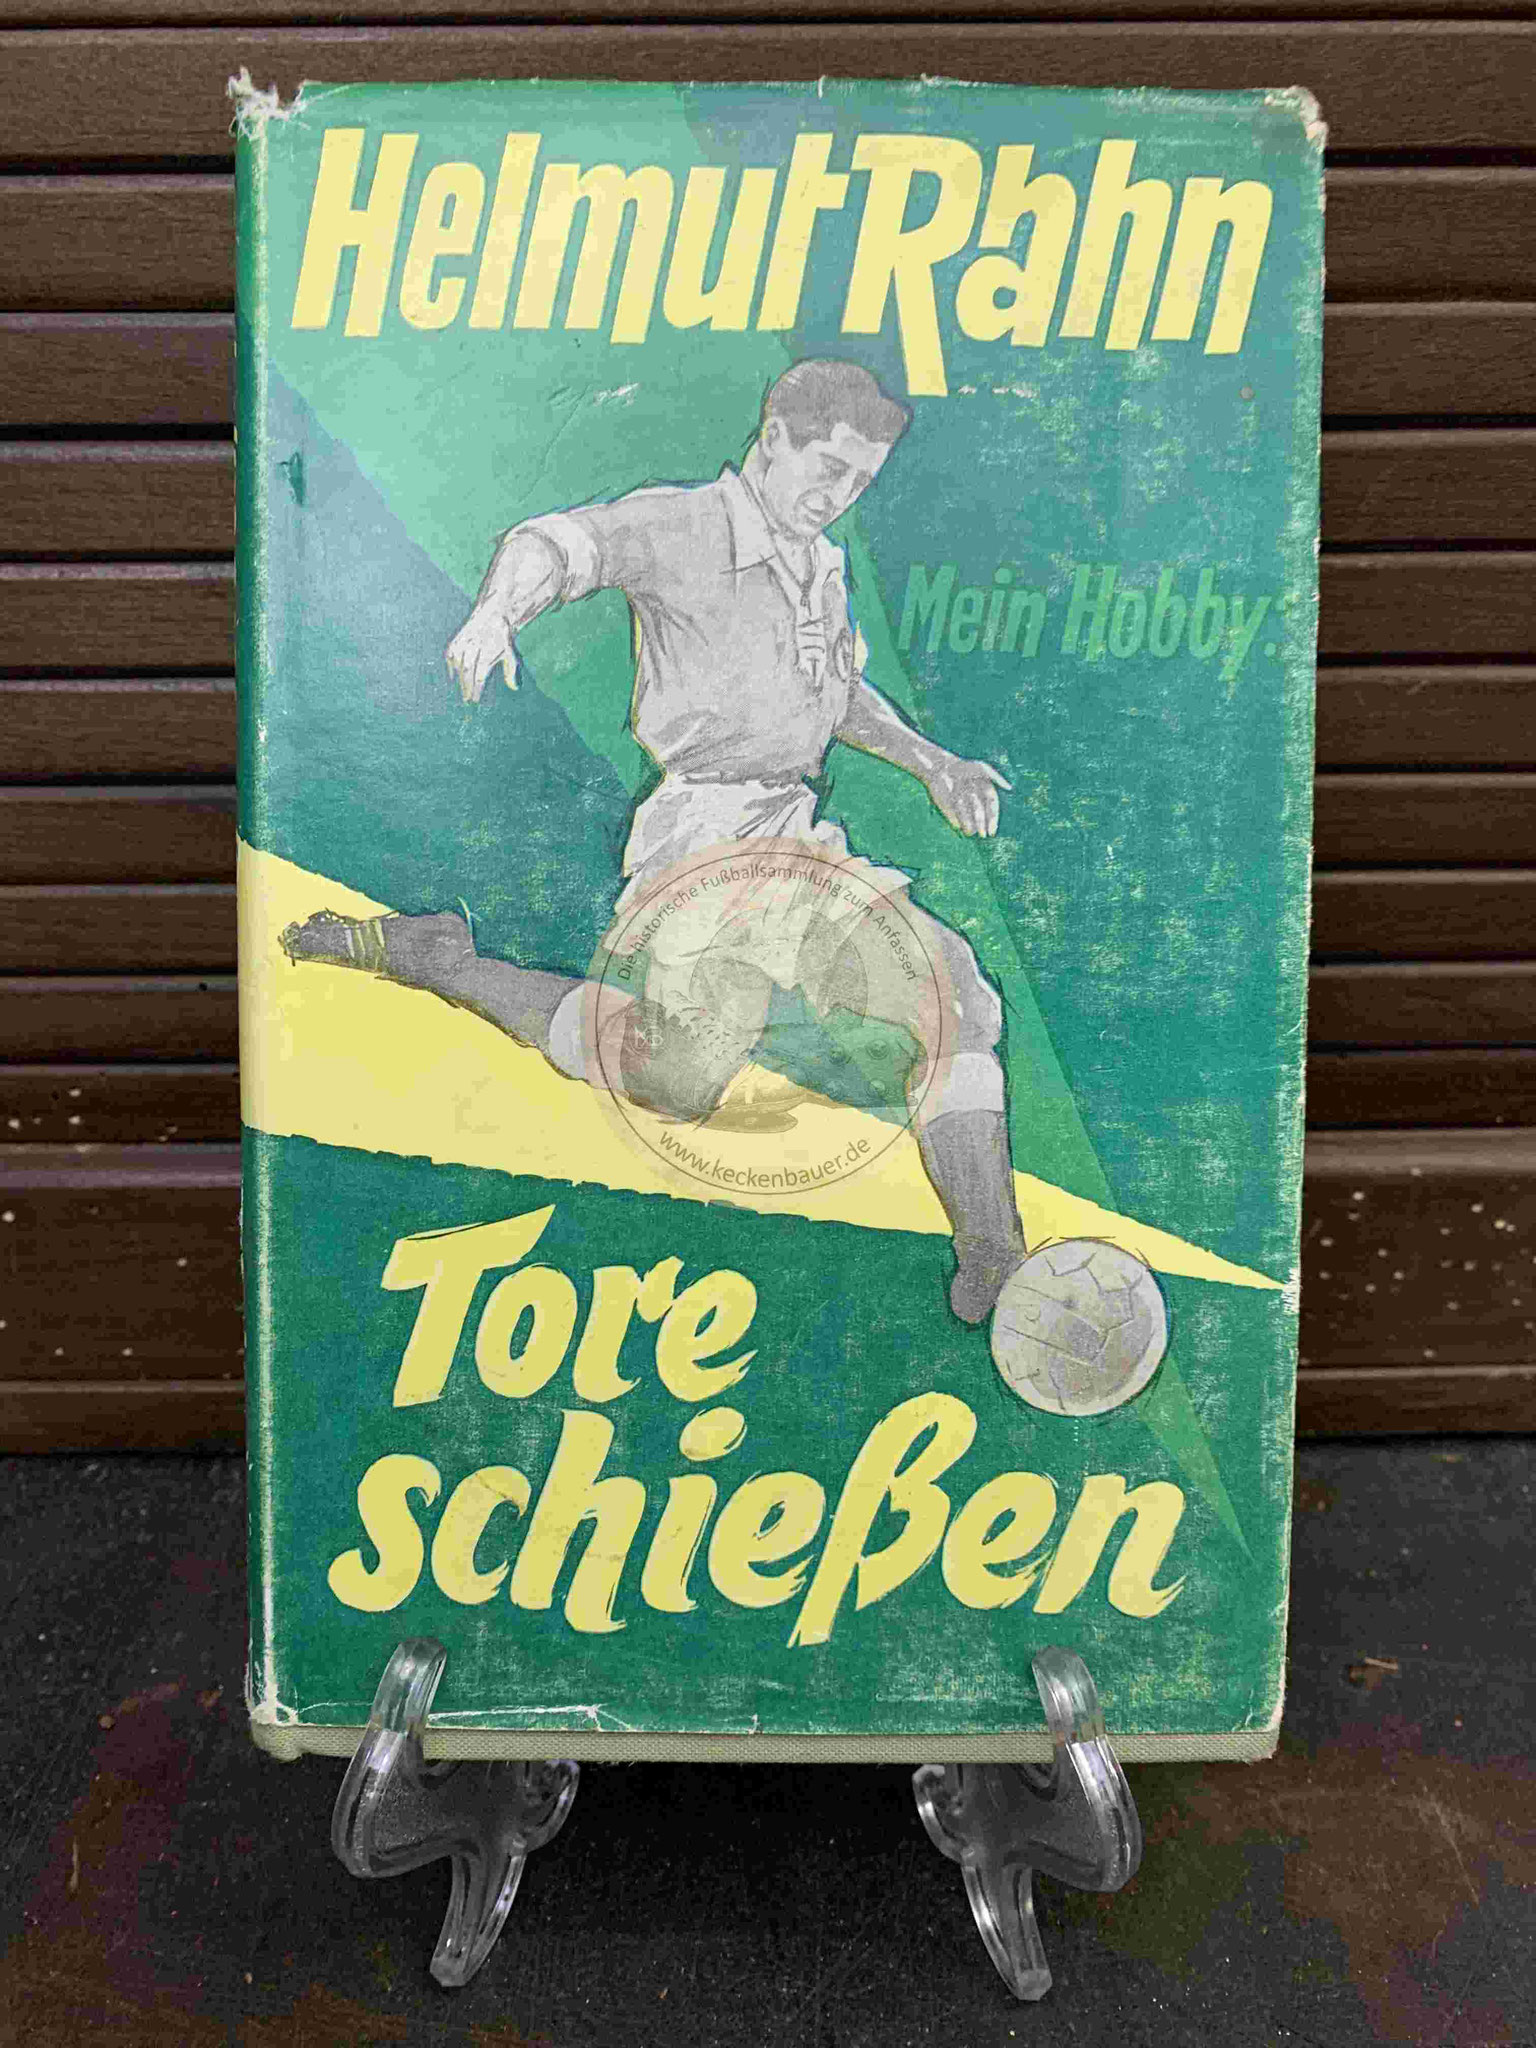 Helmut Rahn
Mein Hobby:
Die historische Fußballsammlung zum Anfassen
www.keckenbauer.de
Tore
schießen